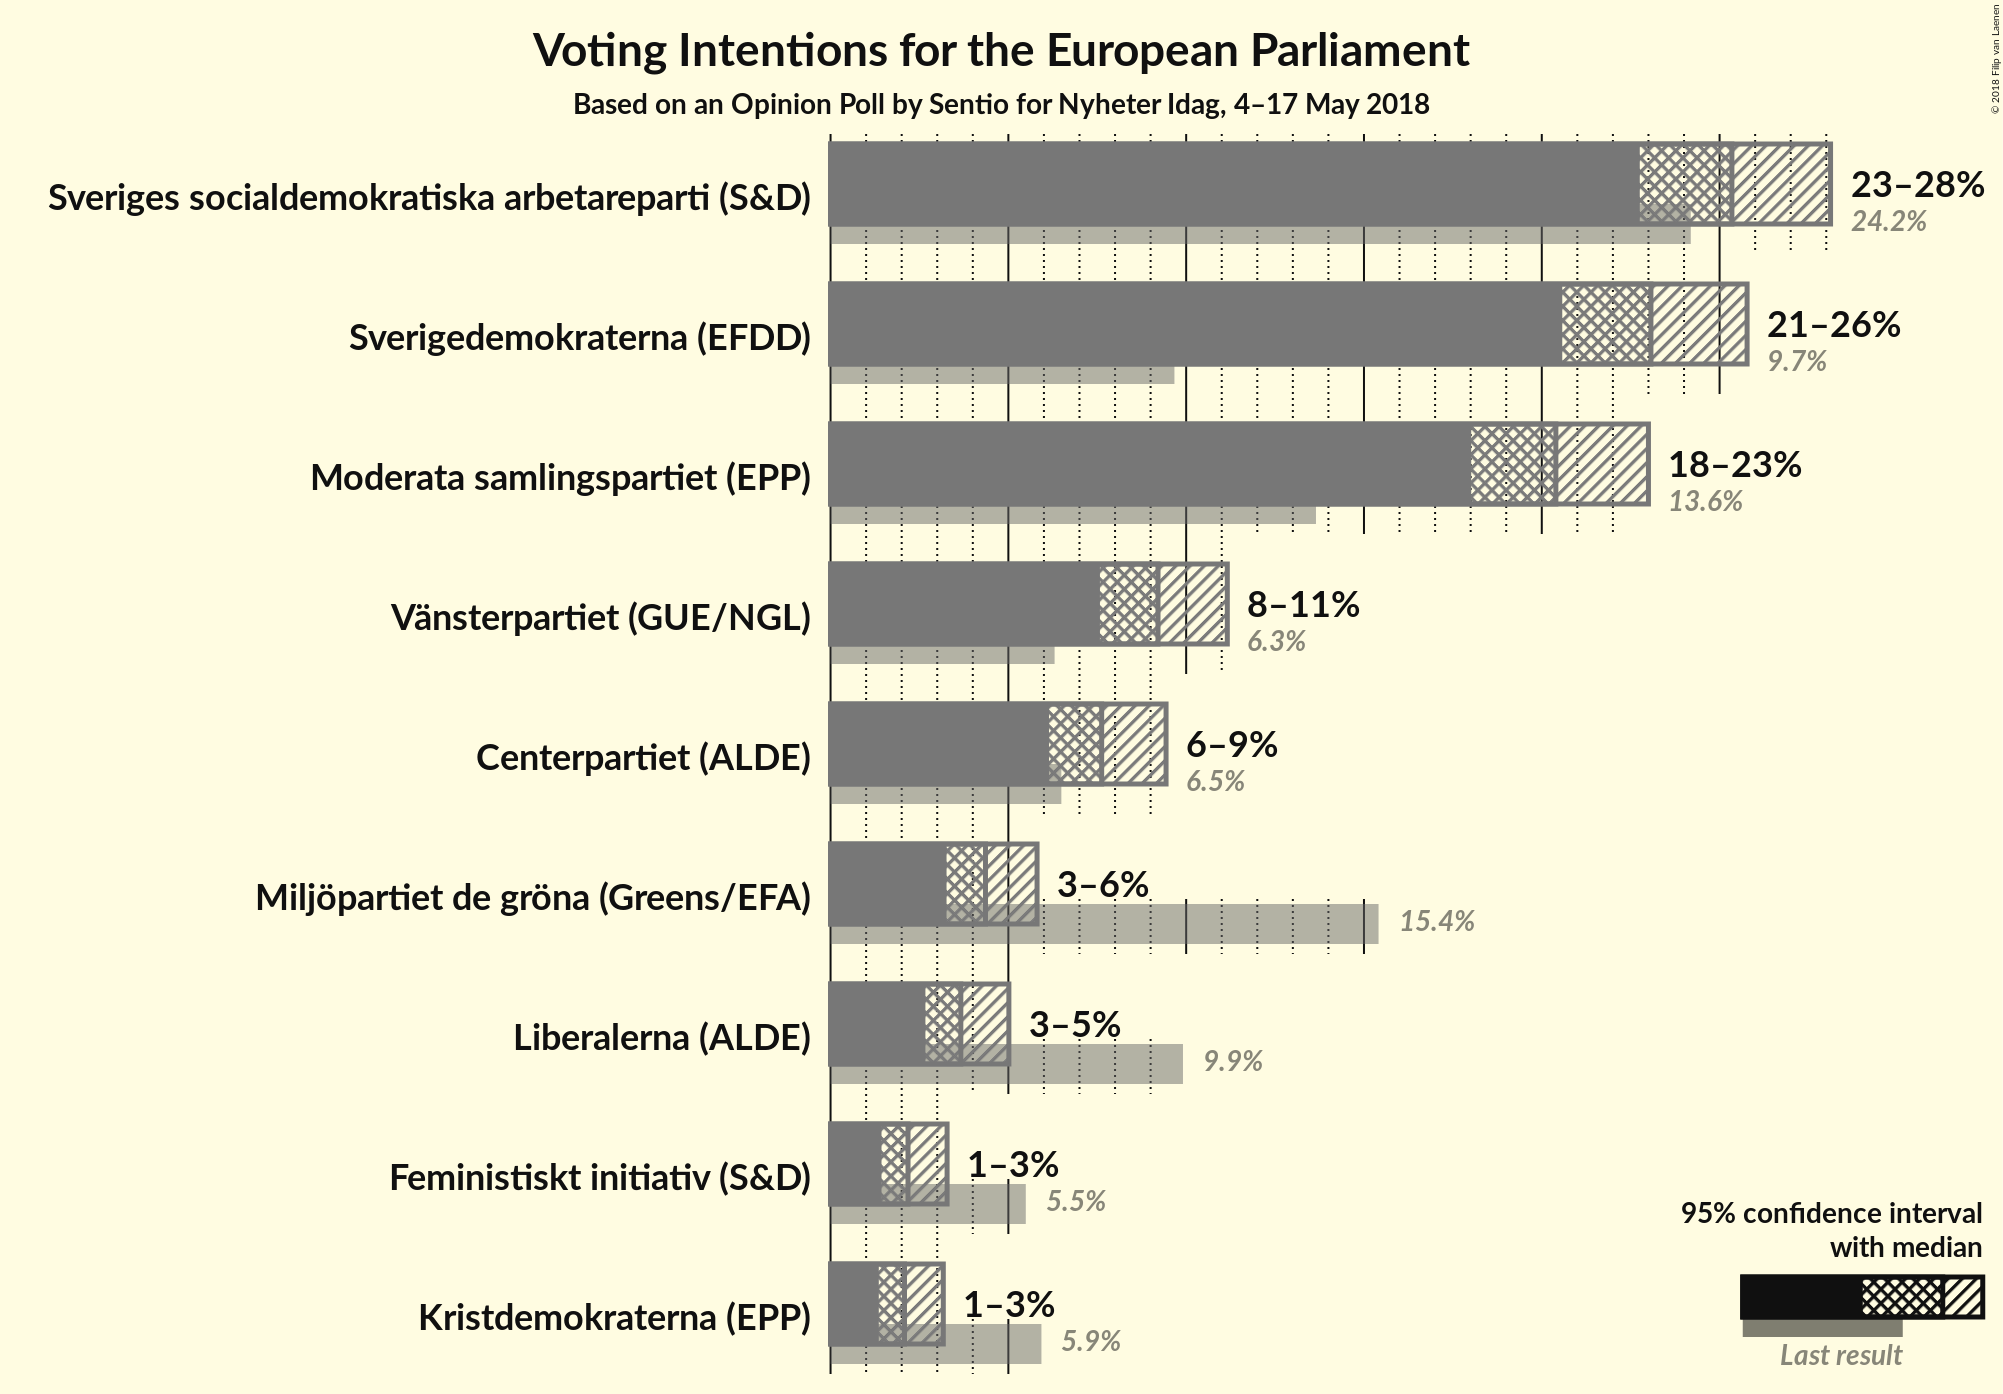 Voting Intentions for the European Parliament
Based on an Opinion Poll by Sentio for Nyheter Idag, 4–17 May 2018
© 2018 Filip van Laenen
Sveriges socialdemokratiska arbetareparti (S&D)
23–28%
24.2%
Sverigedemokraterna (EFDD)
21–26%
9.7%
Moderata samlingspartiet (EPP)
18–23%
13.6%
Vänsterpartiet (GUE/NGL)
8–11%
6.3%
Centerpartiet (ALDE)
6–9%
6.5%
Miljöpartiet de gröna (Greens/EFA)
3–6%
15.4%
Liberalerna (ALDE)
3–5%
9.9%
Feministiskt initiativ (S&D)
1–3%
5.5%
Kristdemokraterna (EPP)
1–3%
5.9%
95% confidence interval
with median
Last result